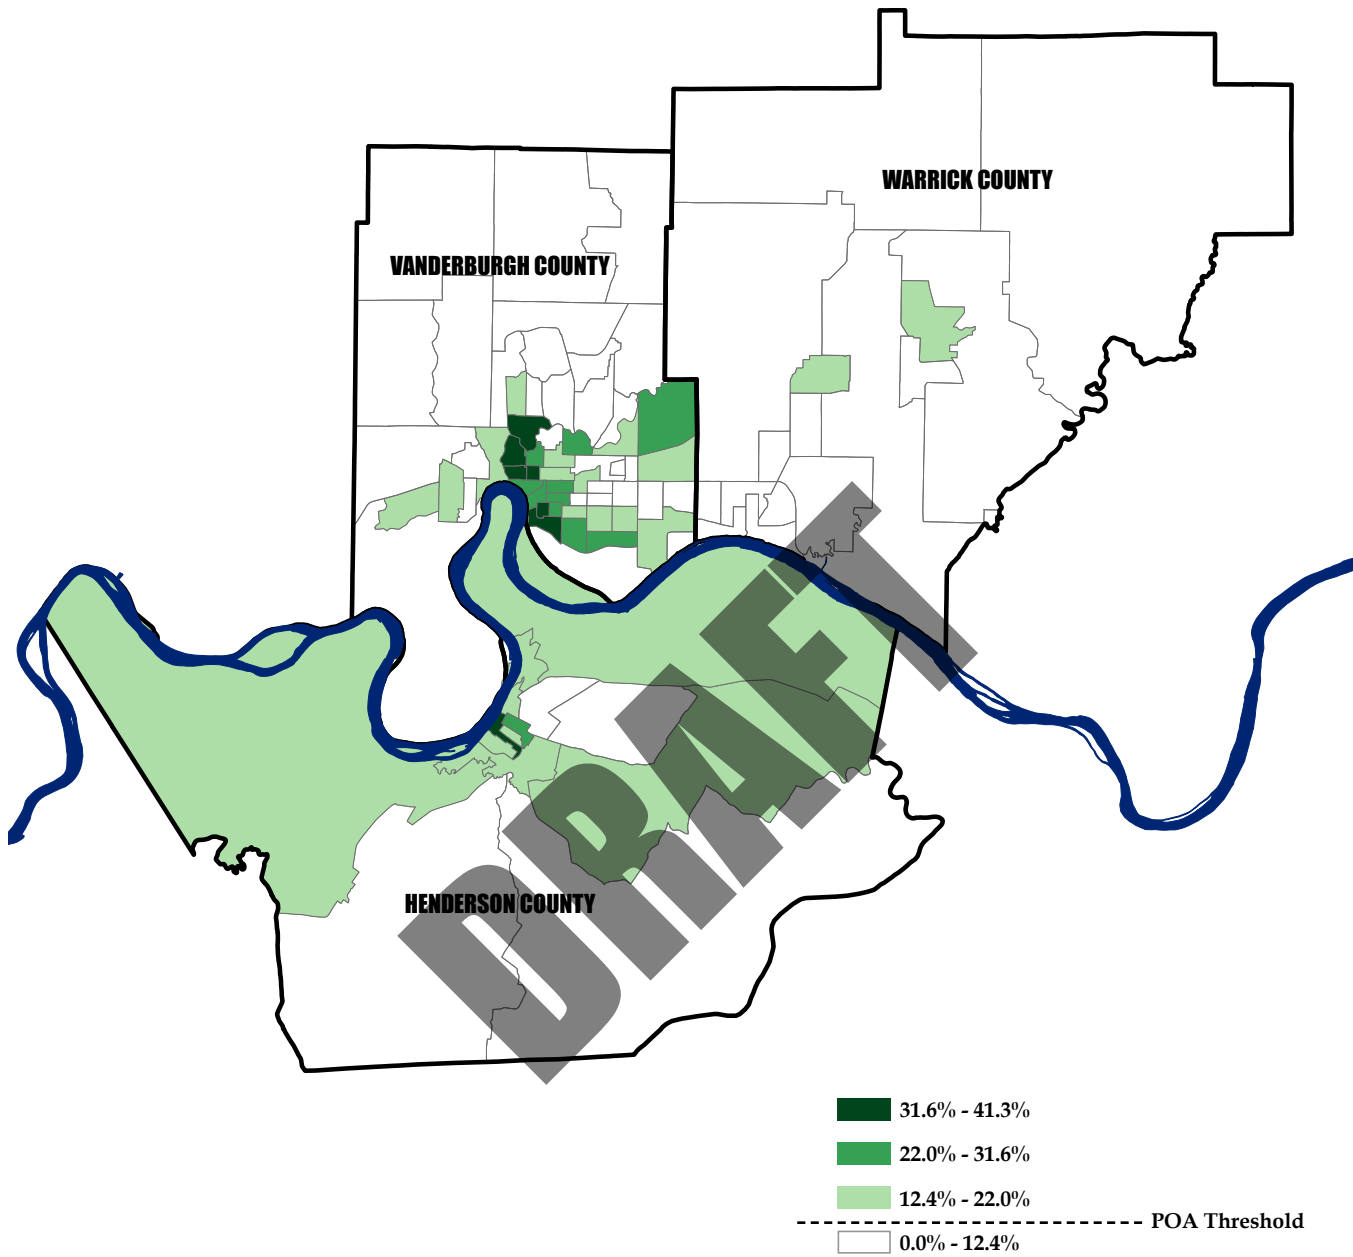 WARRICK COUNTY
VANDERBURGH COUNTY
DRAFT
HENDERSON COUNTY
31.6% - 41.3%
22.0% - 31.6%
12.4% - 22.0%
POA Threshold
0.0% - 12.4%